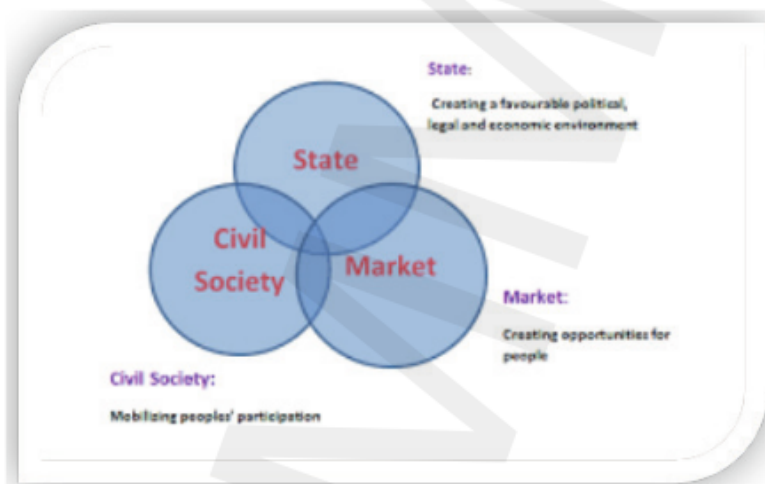 State:
Creating a favourable political,
legal and economic environment
State
Civil
Society
Market
Market:
Creating opportunities for
people
Civil Society:
Mobilizing peoples' participation